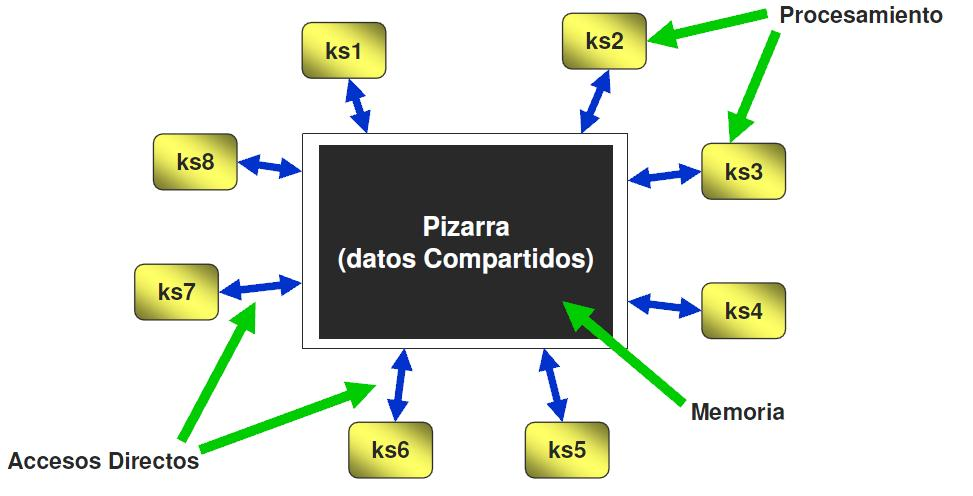 Procesamiento
ks1
ks2
ks8
ks3
Pizarra
(datos Compartidos)
ks7
ks4
Memoria
ks6
ks5
Accesos Directos